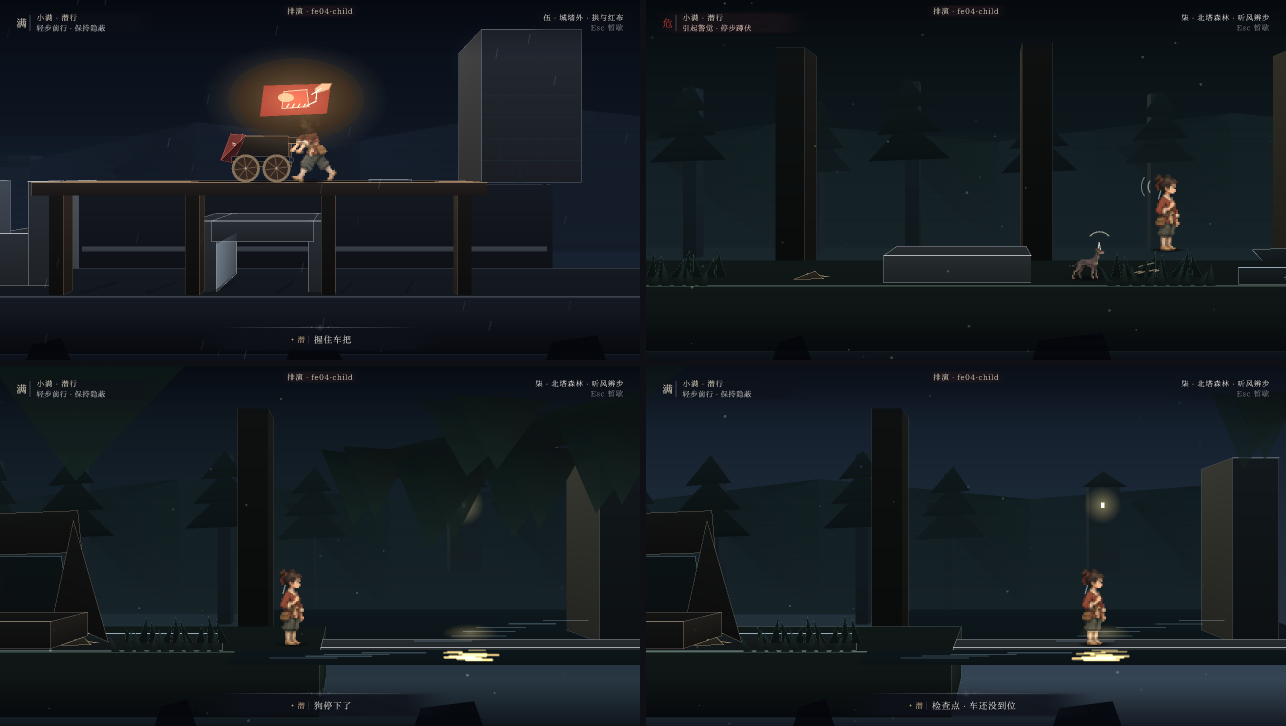 满
小满 · 潜行
轻步前行 · 保持隐蔽
排演 · fe04-child
伍 · 城墙外 · 拱与红布
Esc 暂歇
· 潜 | 握住车把
危
小满 · 潜行
引起警觉 · 停步蹲伏
排演 · fe04-child
柒 · 北塔森林 · 听风辨步
Esc 暂歇
满
小满 · 潜行
轻步前行 · 保持隐蔽
排演 · fe04-child
柒 · 北塔森林 · 听风辨步
Esc 暂歇
· 潜 | 狗停下了
满
小满 · 潜行
轻步前行 · 保持隐蔽
排演 · fe04-child
柒 · 北塔森林 · 听风辨步
Esc 暂歇
· 潜 | 检查点 · 车还没到位